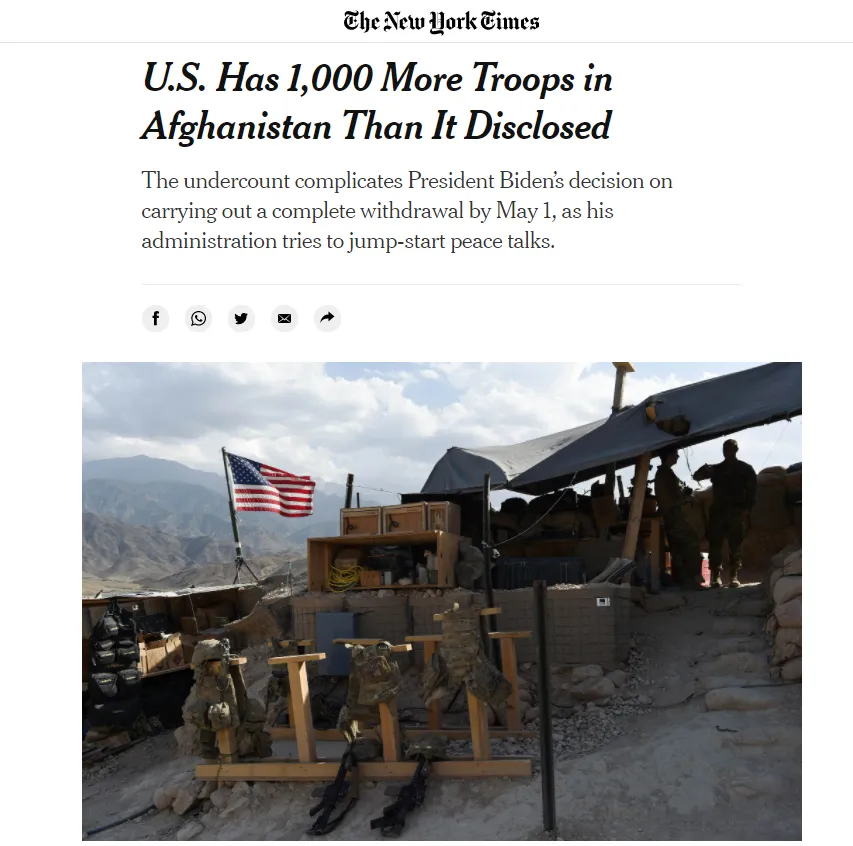 The New York Times
U.S. Has 1,000 More Troops in
Afghanistan Than It Disclosed
The undercount complicates President Biden's decision on
carrying out a complete withdrawal by May 1, as his
administration tries to jump-start peace talks.